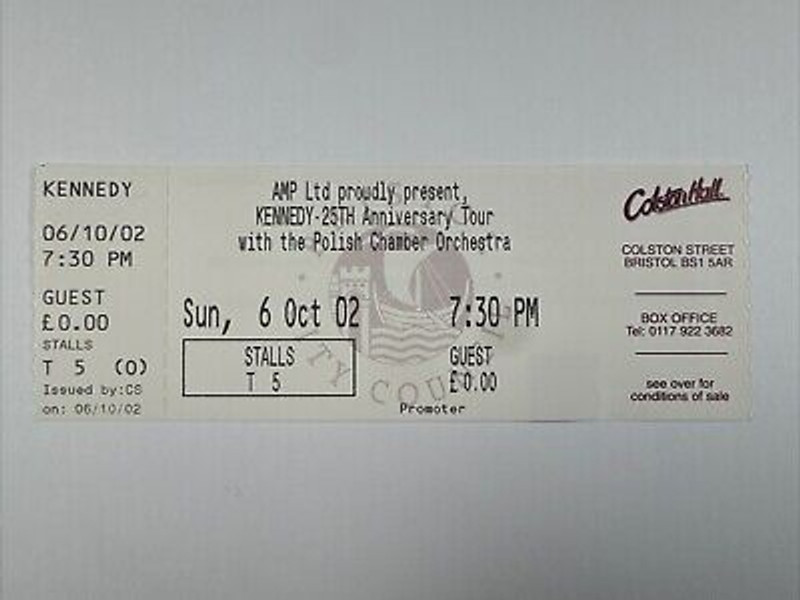 KENNEDY
06/10/02
7:30 PM
GUEST
£0.00
STALLS
T 5 (0)
Issued by:CS
on: 06/10/02
AMP Ltd proudly present,
KENNEDY-25TH Anniversary Tour
with the Polish Chamber Orchestra
Sun, 6 Oct 02 7:30 PM
STALLS
T 5
GUEST
£0.00
Promoter
Colston Hall
COLSTON STREET
BRISTOL BS1 5AR
BOX OFFICE
Tel: 0117 922 3682
see over for
conditions of sale